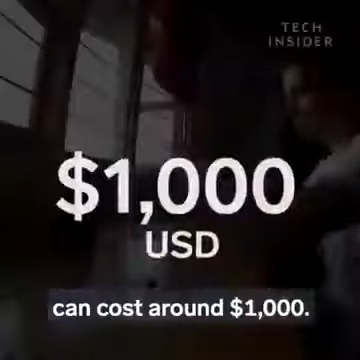 TECH
INSIDER
$1,000
USD
can cost around $1,000.